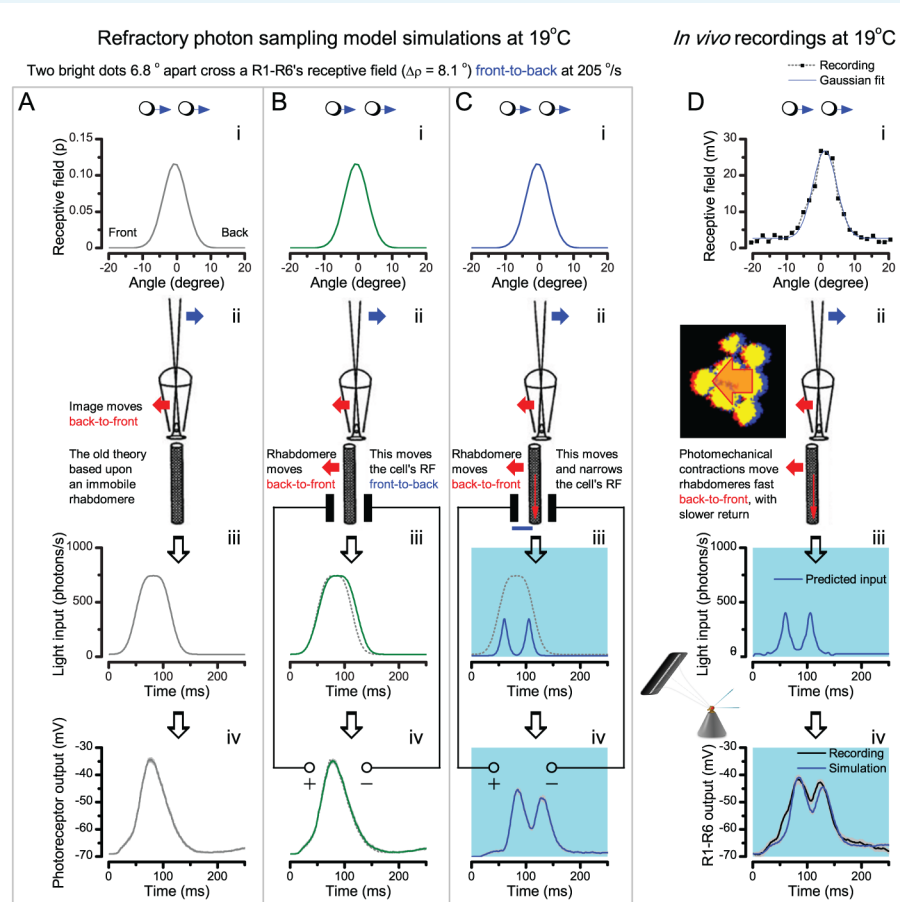 Refractory photon sampling model simulations at 19°C
In vivo recordings at 19°C
Two bright dots 6.8 ° apart cross a R1-R6's receptive field (Δρ = 8.1 °) front-to-back at 205 °/s
Recording
Gaussian fit
A
i
Receptive field (p)
0.15
0.10
0.05
0
Front
Back
-20 -10 0 10 20
Angle (degree)
ii
Image moves
back-to-front
The old theory
based upon
an immobile
rhabdomere
iii
Light input (photons/s)
1000
500
0
0 100 200
Time (ms)
iv
Photoreceptor output (mV)
-30
-40
-50
-60
-70
0 100 200
Time (ms)
B
i
-20 -10 0 10 20
Angle (degree)
ii
Rhabdomere
moves
back-to-front
This moves
the cell's RF
front-to-back
iii
0 100 200
Time (ms)
iv
+
−
0 100 200
Time (ms)
C
i
-20 -10 0 10 20
Angle (degree)
ii
Rhabdomere
moves
back-to-front
This moves
and narrows
the cell's RF
iii
0 100 200
Time (ms)
iv
+
−
0 100 200
Time (ms)
D
i
Receptive field (mV)
30
20
10
0
-20 -10 0 10 20
Angle (degree)
ii
Photomechanical
contractions move
rhabdomeres fast
back-to-front, with
slower return
iii
Light input (photons/s)
1000
500
0
Predicted input
0 100 200
Time (ms)
iv
R1-R6 output (mV)
-30
-40
-50
-60
-70
Recording
Simulation
0 100 200
Time (ms)